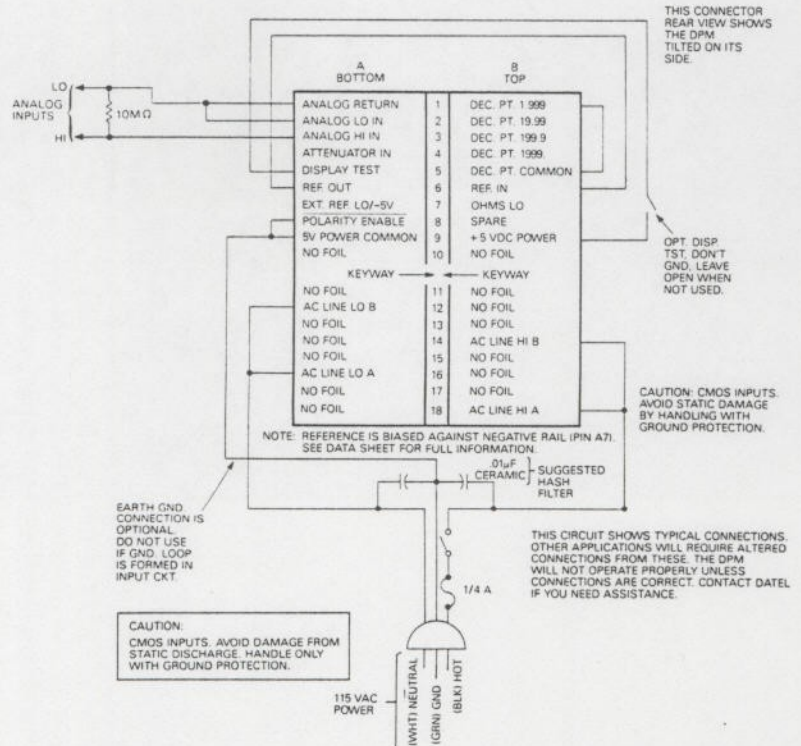 THIS CONNECTOR
REAR VIEW SHOWS
THE DPM
TILTED ON ITS
SIDE.
A
BOTTOM
B
TOP
LO
ANALOG
INPUTS
HI
10MΩ
ANALOG RETURN 1 DEC. PT. 1.999
ANALOG LO IN 2 DEC. PT. 19.99
ANALOG HI IN 3 DEC. PT. 199.9
ATTENUATOR IN 4 DEC. PT. 1999.
DISPLAY TEST 5 DEC. PT. COMMON
REF. OUT 6 REF. IN
EXT. REF. LO/-5V 7 OHMS LO
POLARITY ENABLE 8 SPARE
5V POWER COMMON 9 +5 VDC POWER
NO FOIL 10 NO FOIL
KEYWAY KEYWAY
NO FOIL 11 NO FOIL
AC LINE LO B 12 NO FOIL
NO FOIL 13 NO FOIL
NO FOIL 14 AC LINE HI B
NO FOIL 15 NO FOIL
AC LINE LO A 16 NO FOIL
NO FOIL 17 NO FOIL
NO FOIL 18 AC LINE HI A
OPT. DISP.
TST. DON'T
GND, LEAVE
OPEN WHEN
NOT USED.
CAUTION: CMOS INPUTS.
AVOID STATIC DAMAGE
BY HANDLING WITH
GROUND PROTECTION.
NOTE: REFERENCE IS BIASED AGAINST NEGATIVE RAIL (PIN A7).
SEE DATA SHEET FOR FULL INFORMATION.
.01µF
CERAMIC
SUGGESTED
HASH
FILTER
EARTH GND.
CONNECTION IS
OPTIONAL.
DO NOT USE
IF GND. LOOP
IS FORMED IN
INPUT CKT.
THIS CIRCUIT SHOWS TYPICAL CONNECTIONS.
OTHER APPLICATIONS WILL REQUIRE ALTERED
CONNECTIONS FROM THESE. THE DPM
WILL NOT OPERATE PROPERLY UNLESS
CONNECTIONS ARE CORRECT. CONTACT DATEL
IF YOU NEED ASSISTANCE.
1/4 A
CAUTION:
CMOS INPUTS. AVOID DAMAGE FROM
STATIC DISCHARGE. HANDLE ONLY
WITH GROUND PROTECTION.
115 VAC
POWER
(WHT) NEUTRAL
(GRN) GND
(BLK) HOT